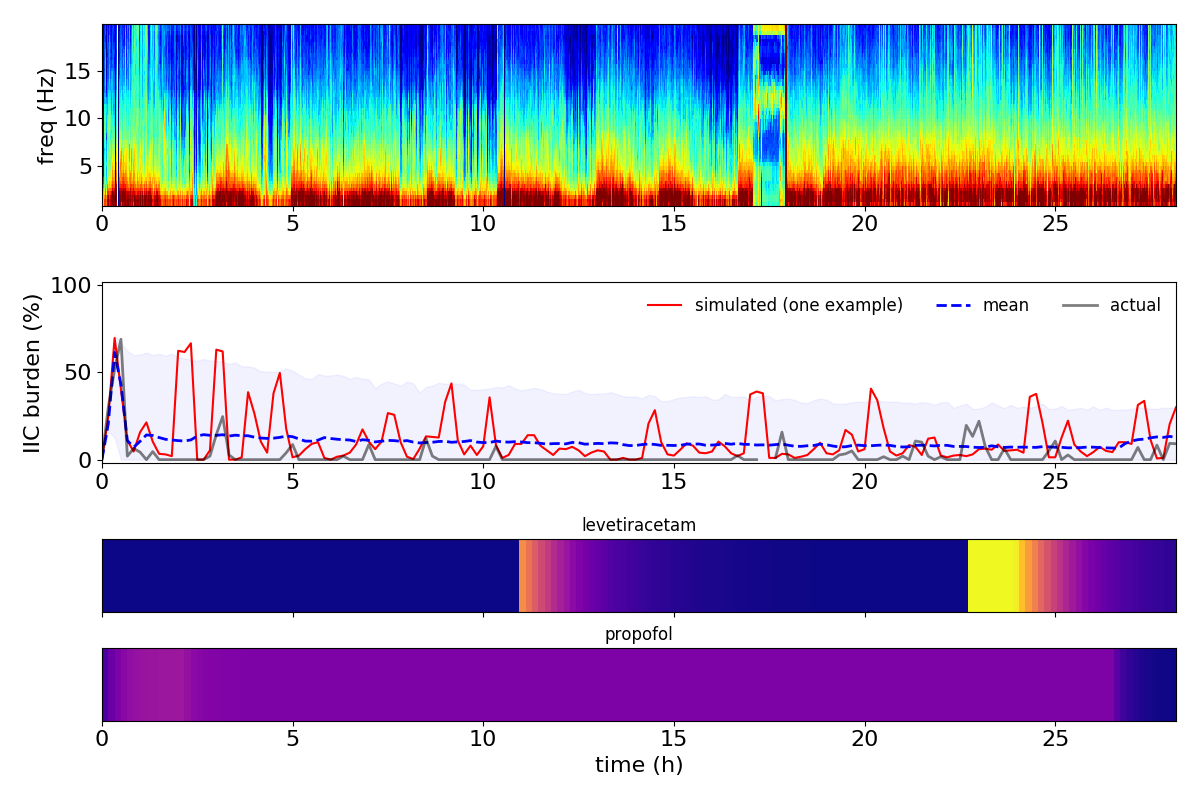 freq (Hz)
15
10
5
0 5 10 15 20 25
IIC burden (%)
100
50
0
simulated (one example) mean actual
0 5 10 15 20 25
levetiracetam
propofol
0 5 10 15 20 25
time (h)